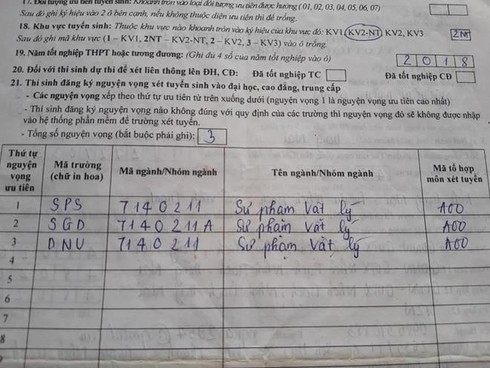 17. Đối tượng ưu tiên tuyển sinh: Khoanh tròn vào loại đối tượng ưu tiên được hưởng ( 01, 02, 03, 04, 05, 06, 07)
Sau đó ghi ký hiệu vào 2 ô bên cạnh, nếu không thuộc diện ưu tiên thì để trống.
18. Khu vực tuyển sinh: Thuộc khu vực nào khoanh tròn vào ký hiệu của khu vực đó: KV1, KV2-NT, KV2, KV3
Sau đó ghi mã khu vực (1 – KV1, 2NT – KV2-NT, 2 – KV2, 3 – KV3) vào ô trống. 2NT
19. Năm tốt nghiệp THPT hoặc tương đương: (Ghi đủ 4 số của năm tốt nghiệp vào ô) 2018
20. Đối với thí sinh dự thi để xét liên thông lên ĐH, CĐ: Đã tốt nghiệp TC Đã tốt nghiệp CĐ
21. Thí sinh đăng ký nguyện vọng xét tuyển sinh vào đại học, cao đẳng, trung cấp
- Các nguyện vọng xếp theo thứ tự ưu tiên từ trên xuống dưới (nguyện vọng 1 là nguyện vọng ưu tiên cao nhất)
- Thí sinh đăng ký nguyện vọng nào không đúng với quy định của các trường thì nguyện vọng đó sẽ không được nhập
vào hệ thống phần mềm để trường xét tuyển.
- Tổng số nguyện vọng (bắt buộc phải ghi): 3
Thứ tự nguyện vọng ưu tiên Mã trường (chữ in hoa) Mã ngành/Nhóm ngành Tên ngành/Nhóm ngành Mã tổ hợp môn xét tuyển
1 SPS 7140211 Sư phạm vật lý A00
2 SGD 7140211A Sư phạm vật lý A00
3 DNU 7140211 Sư phạm vật lý A00
4
5
6
7
8